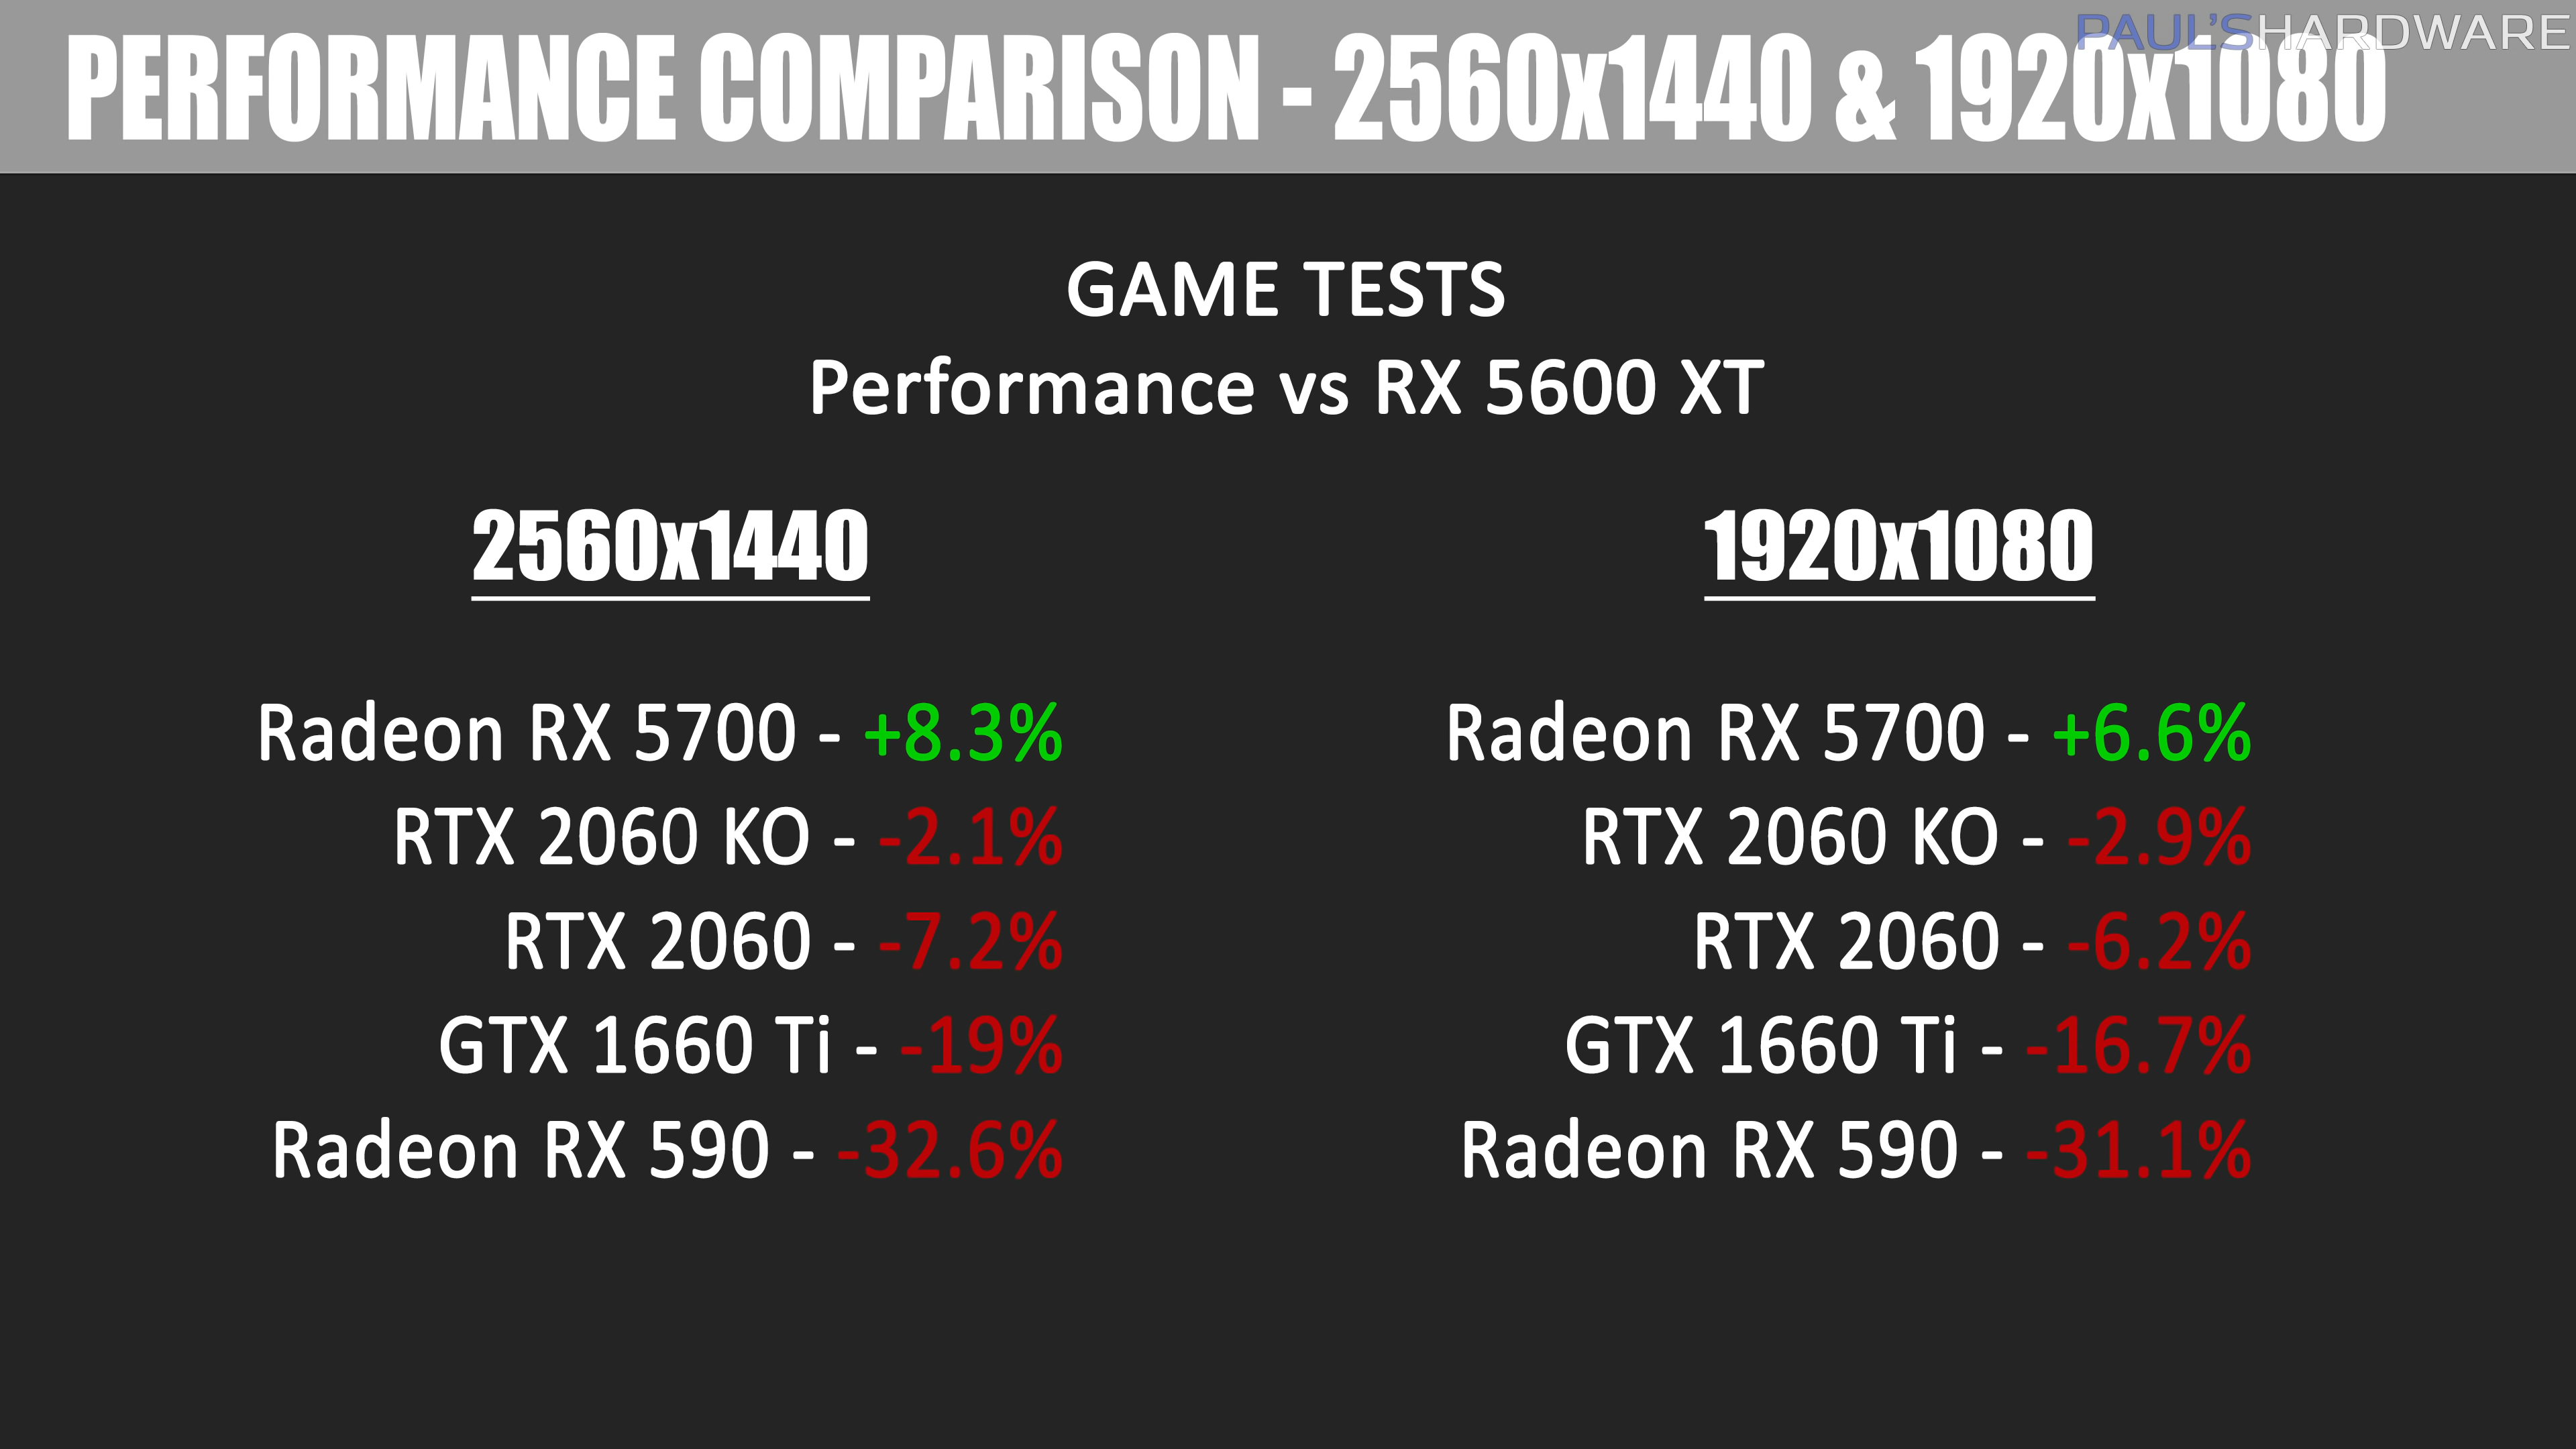 PAUL'SHARDWARE
PERFORMANCE COMPARISON - 2560x1440 & 1920x1080
GAME TESTS
Performance vs RX 5600 XT
2560x1440
Radeon RX 5700 - +8.3%
RTX 2060 KO - -2.1%
RTX 2060 - -7.2%
GTX 1660 Ti - -19%
Radeon RX 590 - -32.6%
1920x1080
Radeon RX 5700 - +6.6%
RTX 2060 KO - -2.9%
RTX 2060 - -6.2%
GTX 1660 Ti - -16.7%
Radeon RX 590 - -31.1%